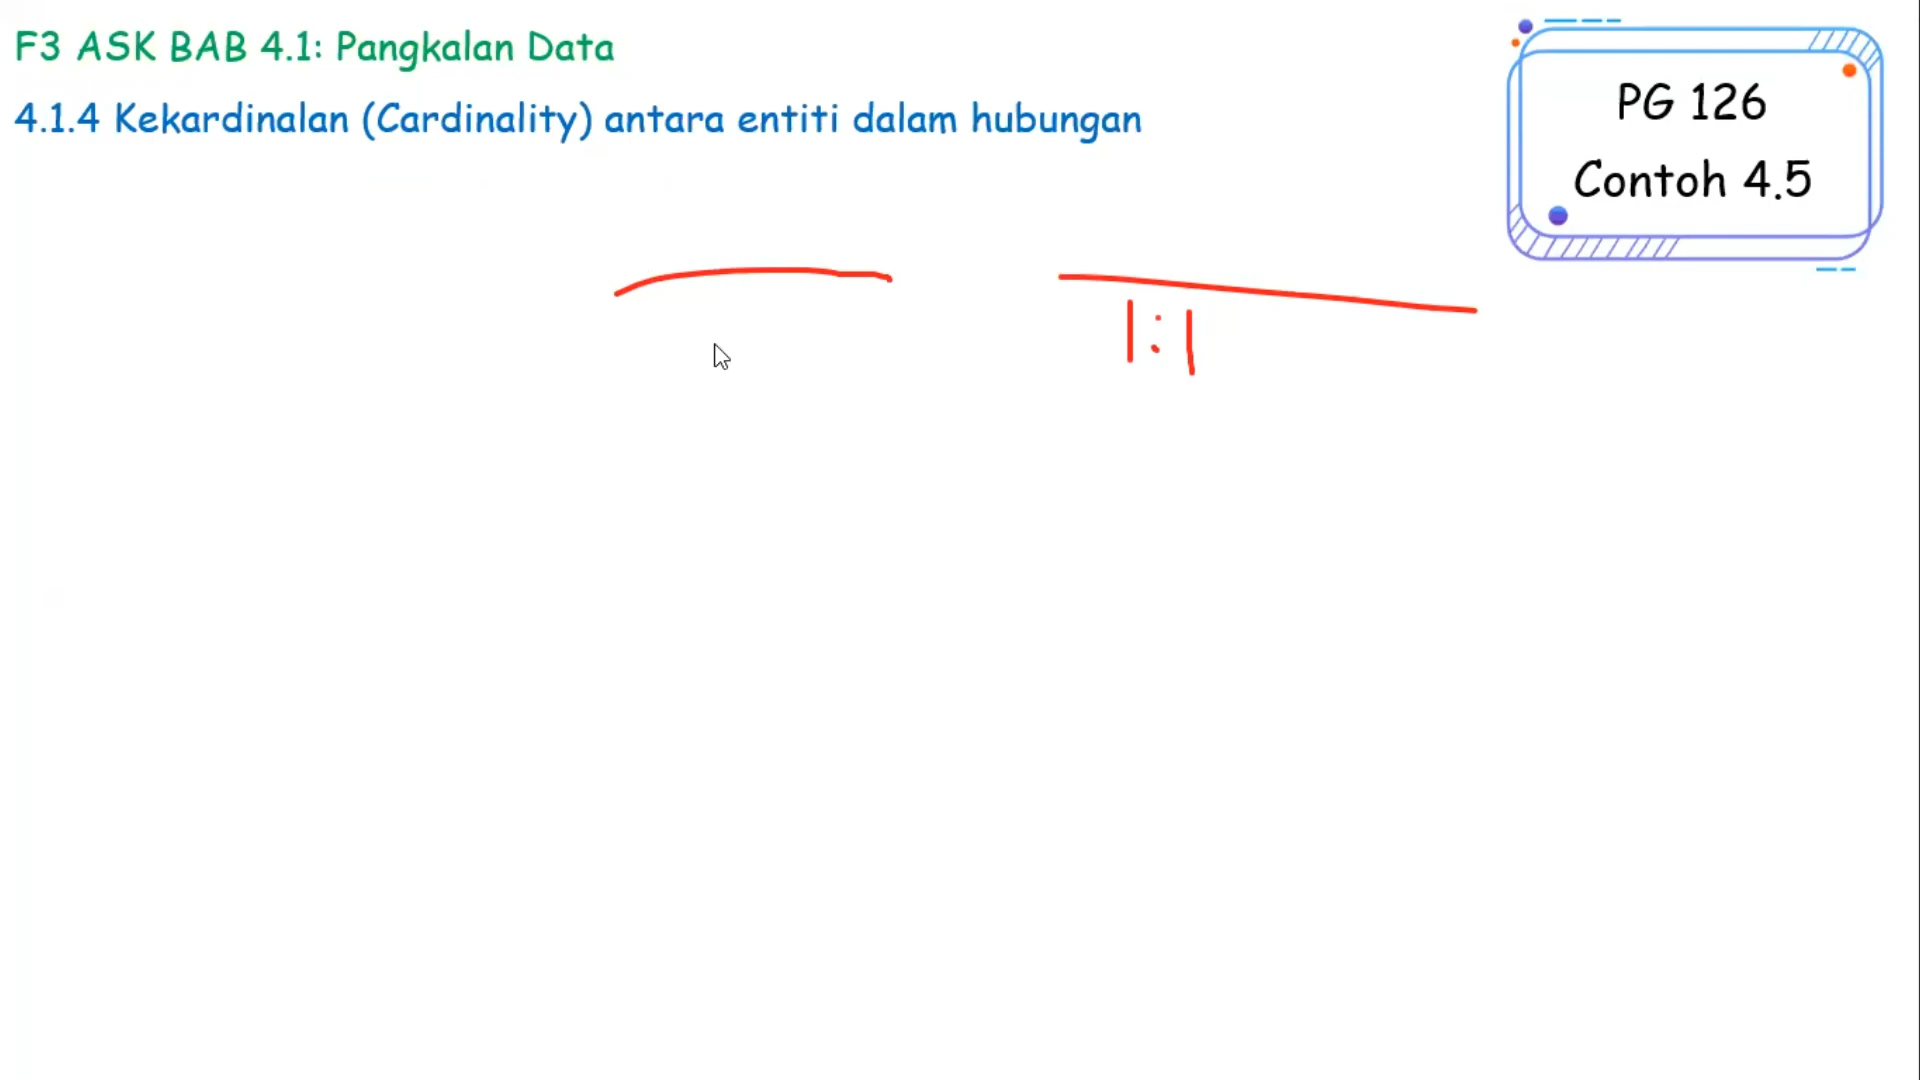 F3 ASK BAB 4.1: Pangkalan Data
4.1.4 Kekardinalan (Cardinality) antara entiti dalam hubungan
PG 126
Contoh 4.5
1:1